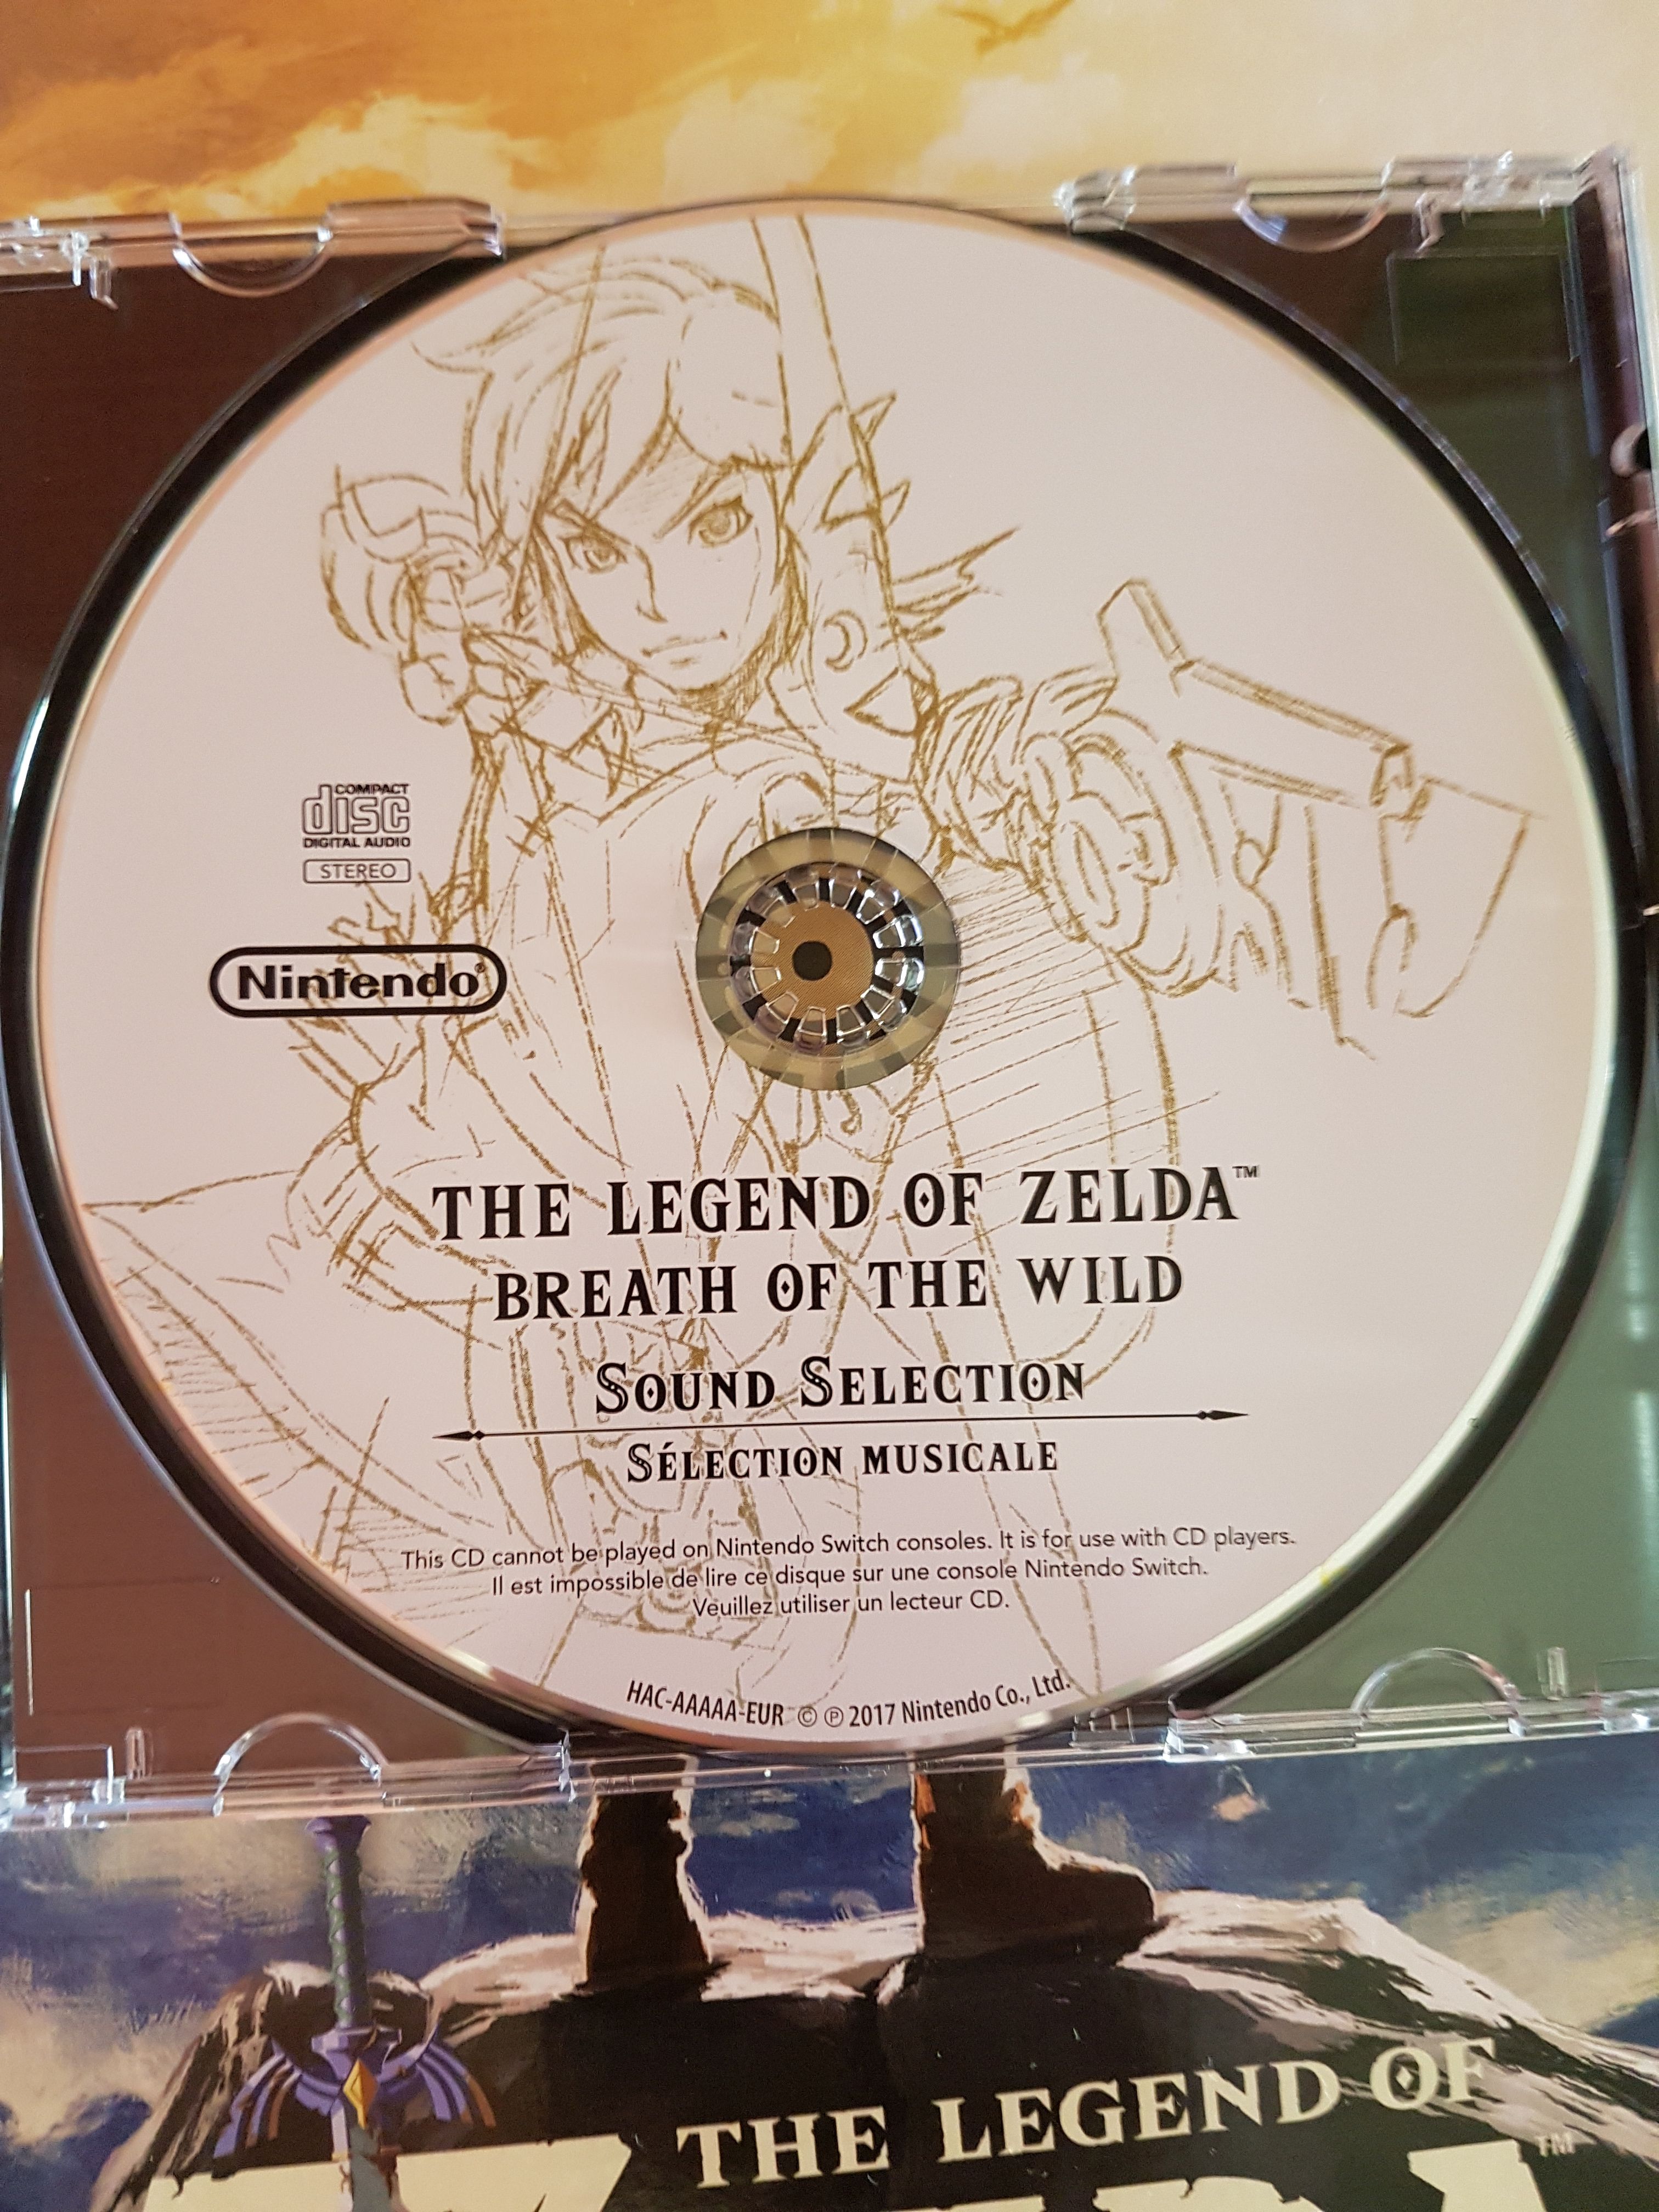 COMPACT
disc
DIGITAL AUDIO
STEREO
Nintendo®
THE LEGEND OF ZELDA™
BREATH OF THE WILD
SOUND SELECTION
SÉLECTION MUSICALE
This CD cannot be played on Nintendo Switch consoles. It is for use with CD players.
Il est impossible de lire ce disque sur une console Nintendo Switch.
Veuillez utiliser un lecteur CD.
HAC-AAAAA-EUR © ℗ 2017 Nintendo Co., Ltd.
THE LEGEND OF
TM